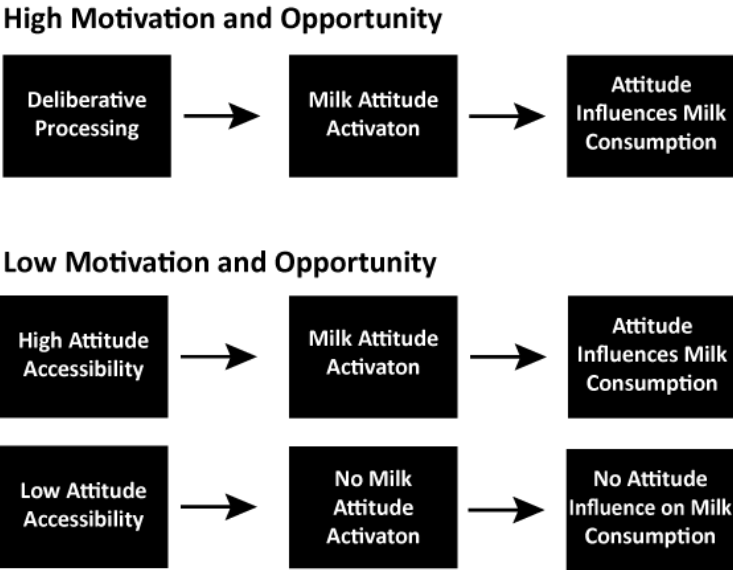 High Motivation and Opportunity
Deliberative
Processing
Milk Attitude
Activaton
Attitude
Influences Milk
Consumption
Low Motivation and Opportunity
High Attitude
Accessibility
Milk Attitude
Activaton
Attitude
Influences Milk
Consumption
Low Attitude
Accessibility
No Milk
Attitude
Activaton
No Attitude
Influence on Milk
Consumption